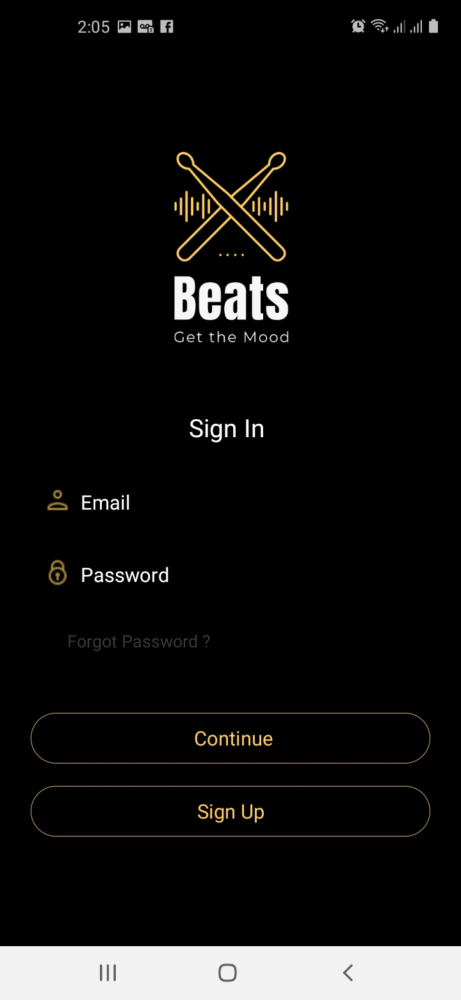 2:05
Beats
Get the Mood
Sign In
Email
Password
Forgot Password ?
Continue
Sign Up